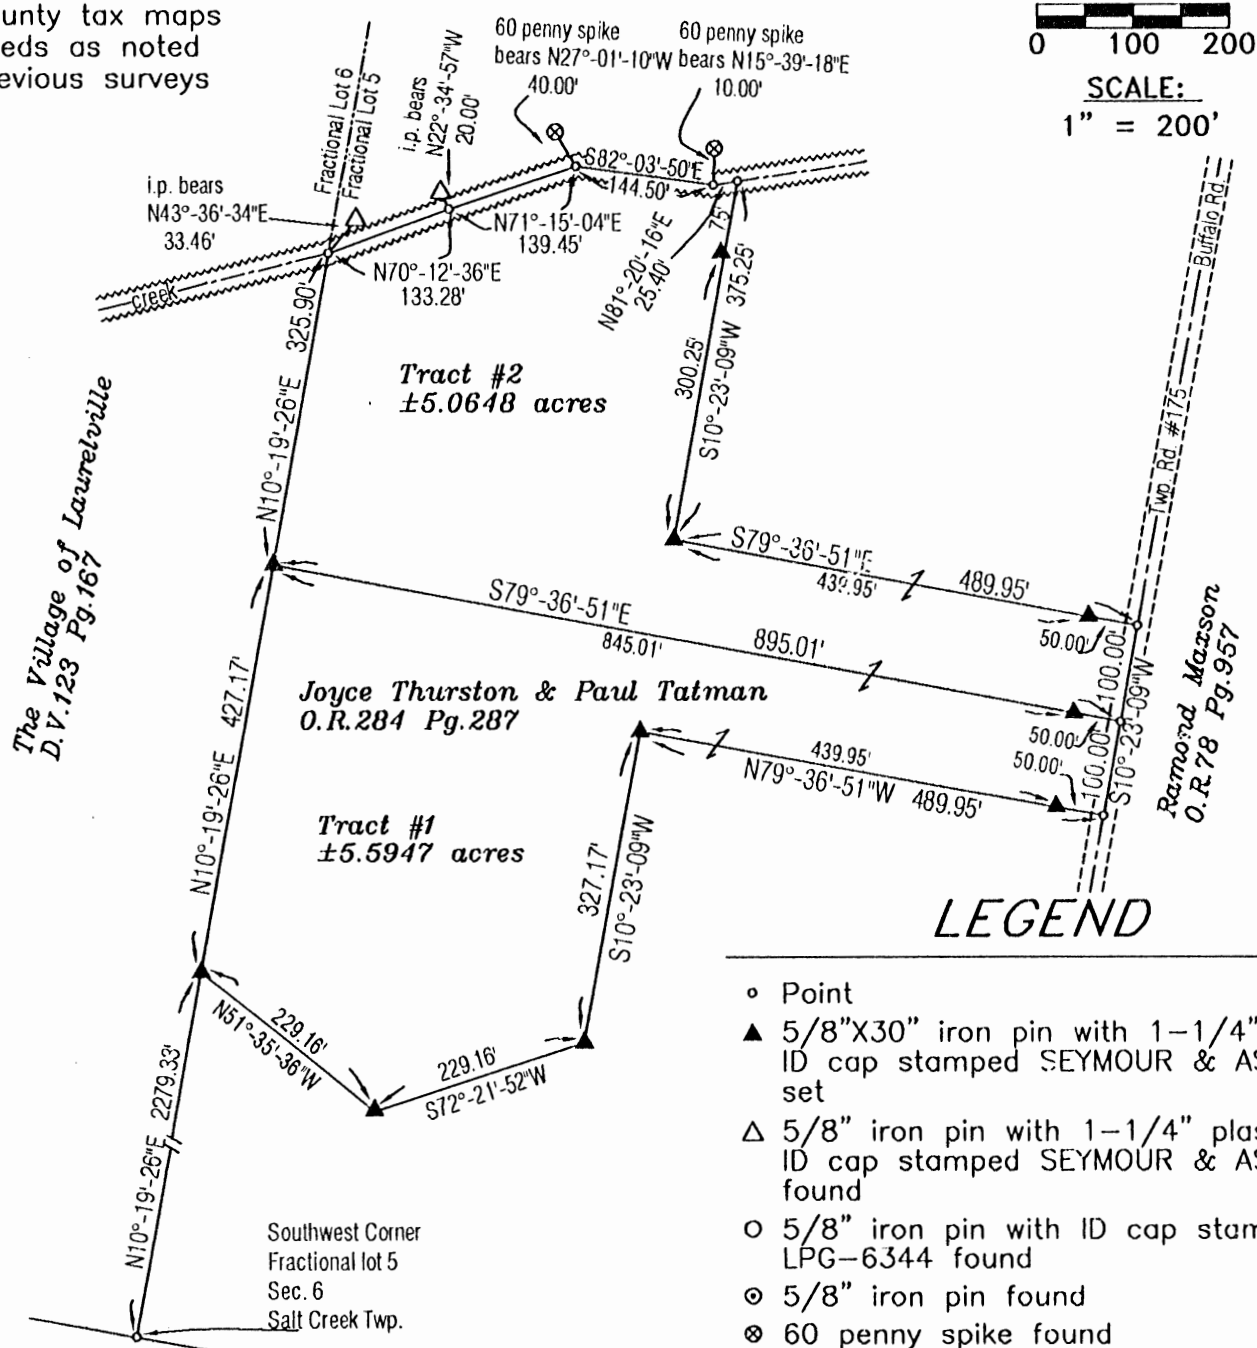 unty tax maps
eds as noted
evious surveys
60 penny spike
bears N27°-01'-10"W
40.00'
60 penny spike
bears N15°-39'-18"E
10.00'
0 100 200
SCALE:
1" = 200'
Fractional Lot 6
Fractional Lot 5
i.p. bears
N22°-34'-57"W
20.00'
i.p. bears
N43°-36'-34"E
33.46'
S82°-03'-50"E
144.50'
N71°-15'-04"E
139.45'
N70°-12'-36"E
133.28'
N81°-20'-16"E
25.40'
75'
creek
N10°-19'-26"E 325.90'
300.25'
S10°-23'-09"W 375.25'
Tract #2
±5.0648 acres
Buffalo Rd.
Twp. Rd. #175
The Village of Laurelville
D.V.123 Pg.167
S79°-36'-51"E
439.95'
489.95'
50.00'
S79°-36'-51"E
845.01'
895.01'
50.00'
100.00'
100.00'
S10°-23'-09"W
Ramond Maxson
O.R.78 Pg.957
Joyce Thurston & Paul Tatman
O.R.284 Pg.287
439.95'
N79°-36'-51"W 489.95'
50.00'
N10°-19'-26"E 427.17'
Tract #1
±5.5947 acres
327.17'
S10°-23'-09"W
229.16'
N51°-35'-36"W
229.16'
S72°-21'-52"W
N10°-19'-26"E 2279.33'
Southwest Corner
Fractional lot 5
Sec. 6
Salt Creek Twp.
LEGEND
Point
5/8"X30" iron pin with 1-1/4"
ID cap stamped SEYMOUR & AS
set
5/8" iron pin with 1-1/4" plas
ID cap stamped SEYMOUR & AS
found
5/8" iron pin with ID cap stam
LPG-6344 found
5/8" iron pin found
60 penny spike found